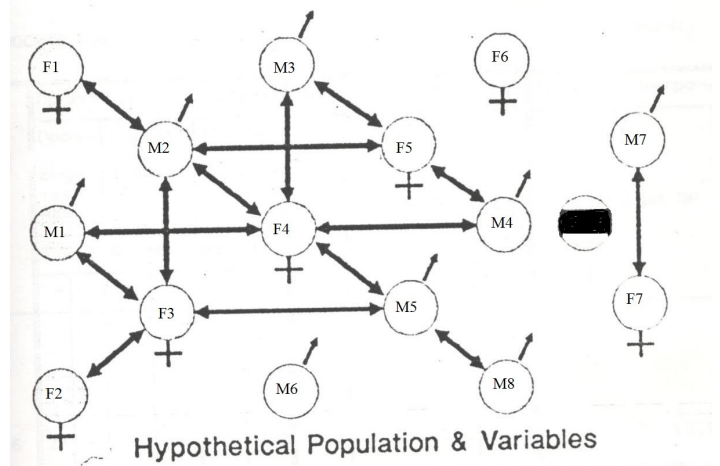 F1
M3
F6
M2
F5
M7
M1
F4
M4
F3
M5
F7
F2
M6
M8
Hypothetical Population & Variables